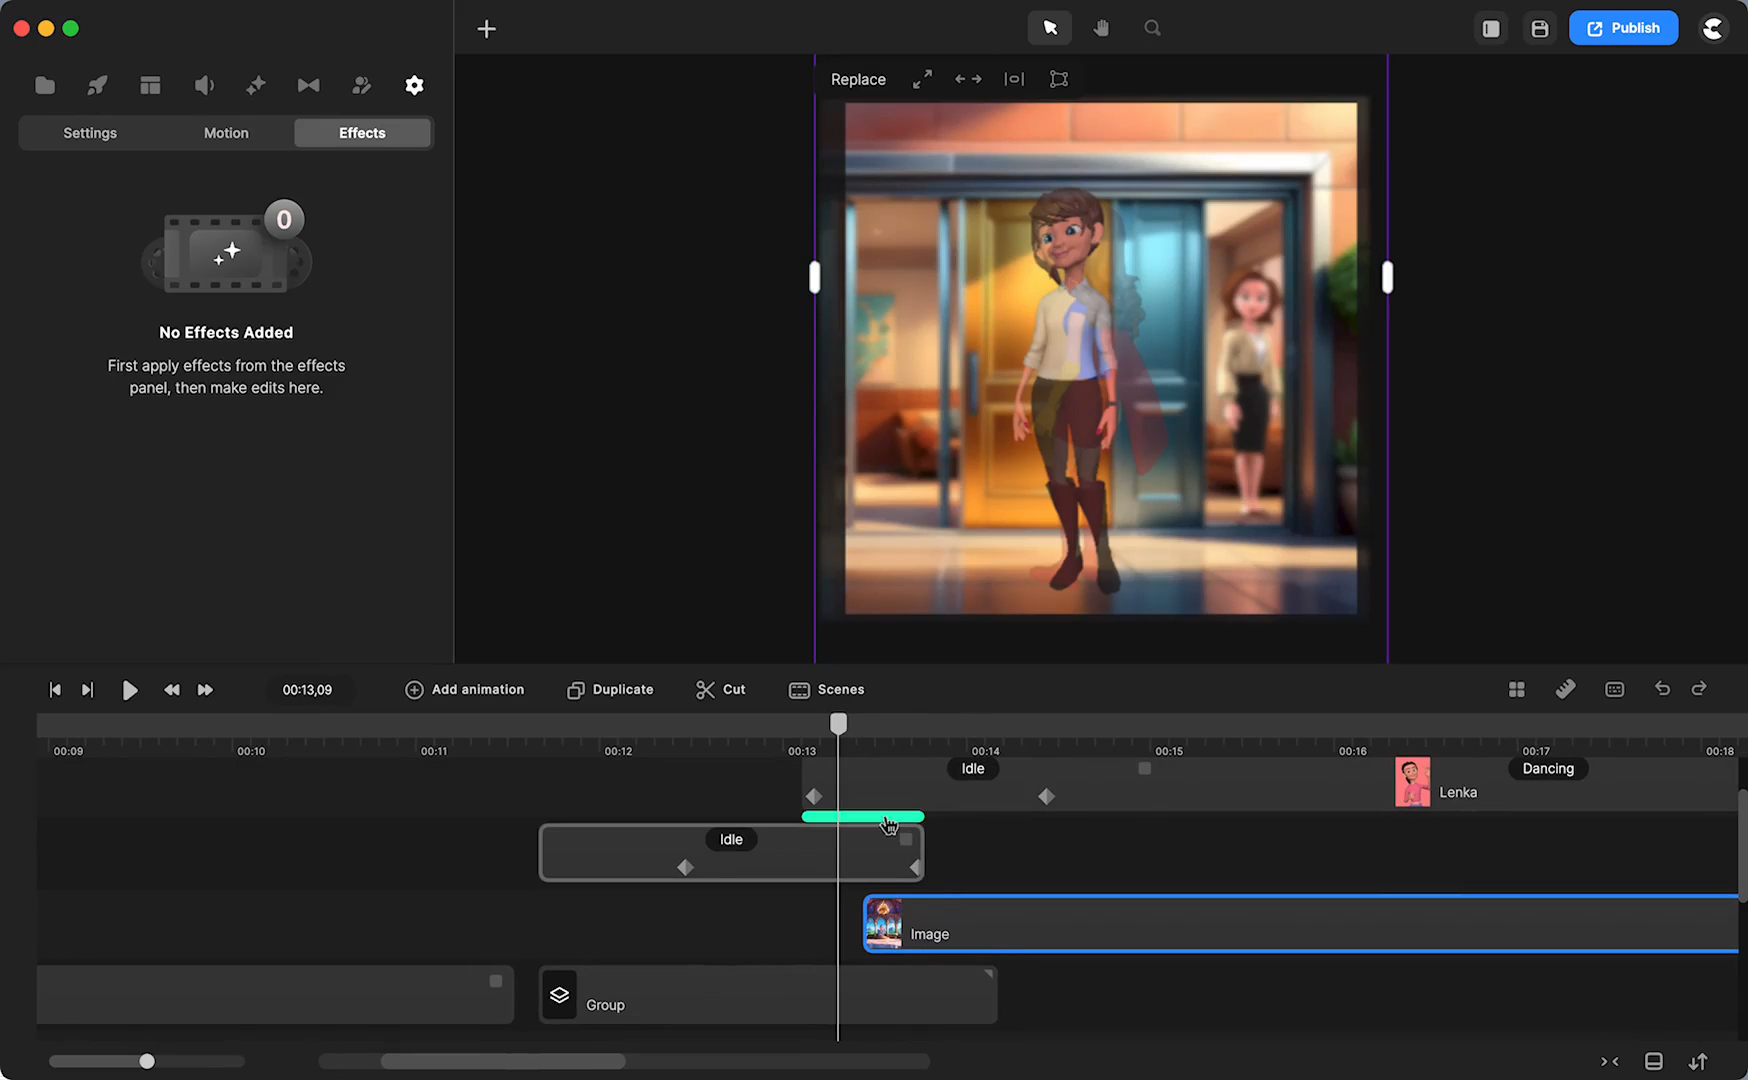 Publish
Replace
Settings
Motion
Effects
0
No Effects Added
First apply effects from the effects
panel, then make edits here.
00:13,09
Add animation
Duplicate
Cut
Scenes
00:09
00:10
00:11
00:12
00:13
00:14
00:15
00:16
00:17
00:18
Idle
Dancing
Lenka
Idle
Image
Group